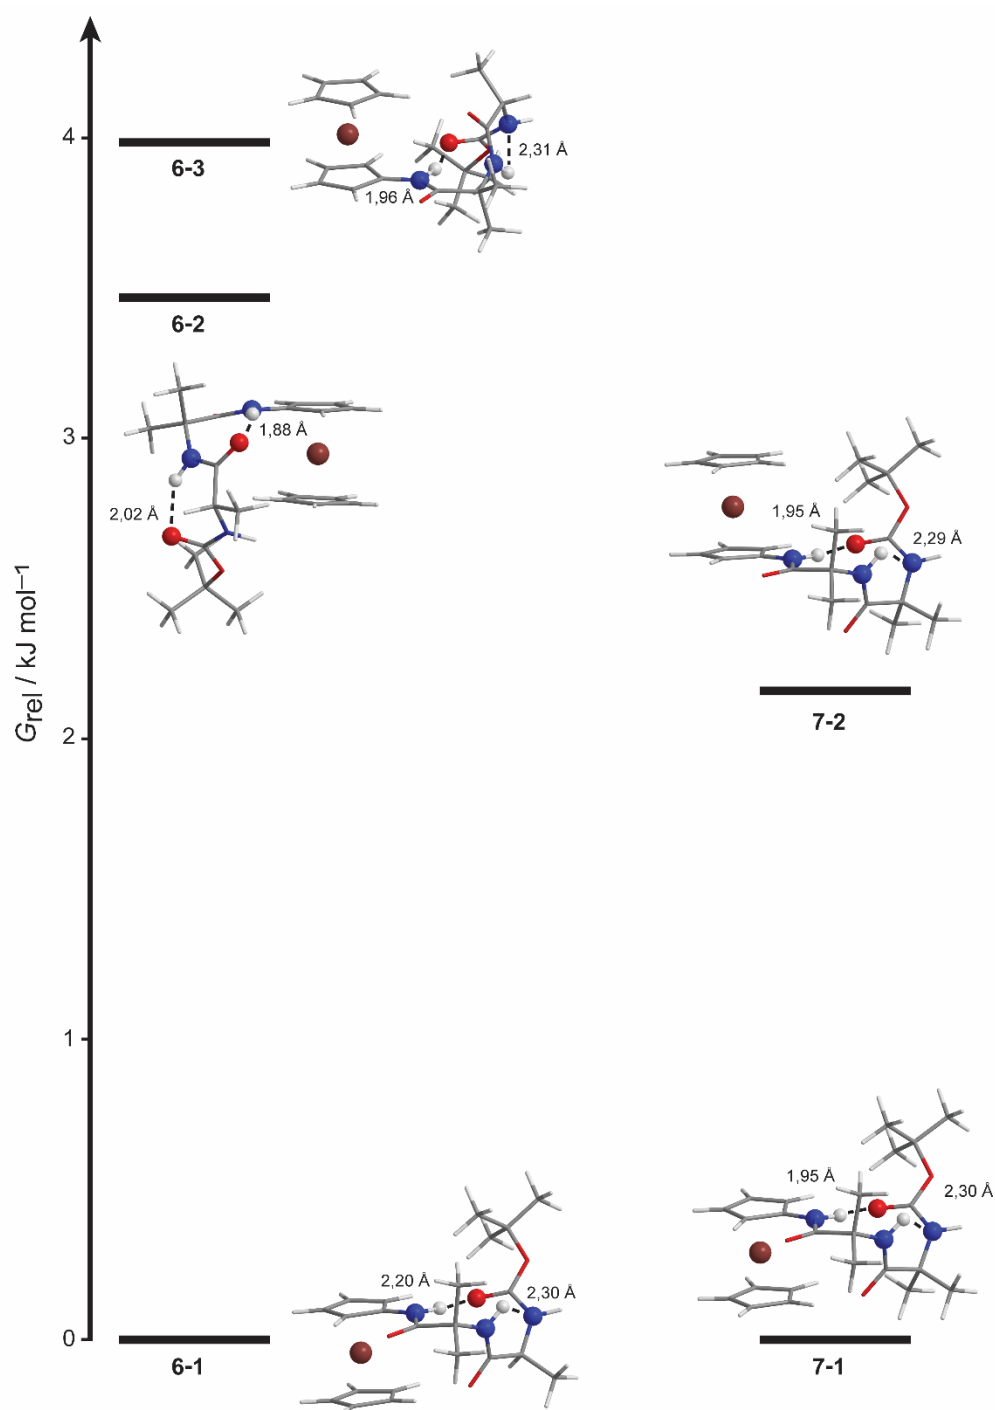 4
6-3
2,31 Å
1,96 Å
6-2
3
1,88 Å
2,02 Å
1,95 Å
2,29 Å
Grel / kJ mol–1
2
7-2
1
1,95 Å
2,30 Å
2,20 Å
2,30 Å
0
6-1
7-1